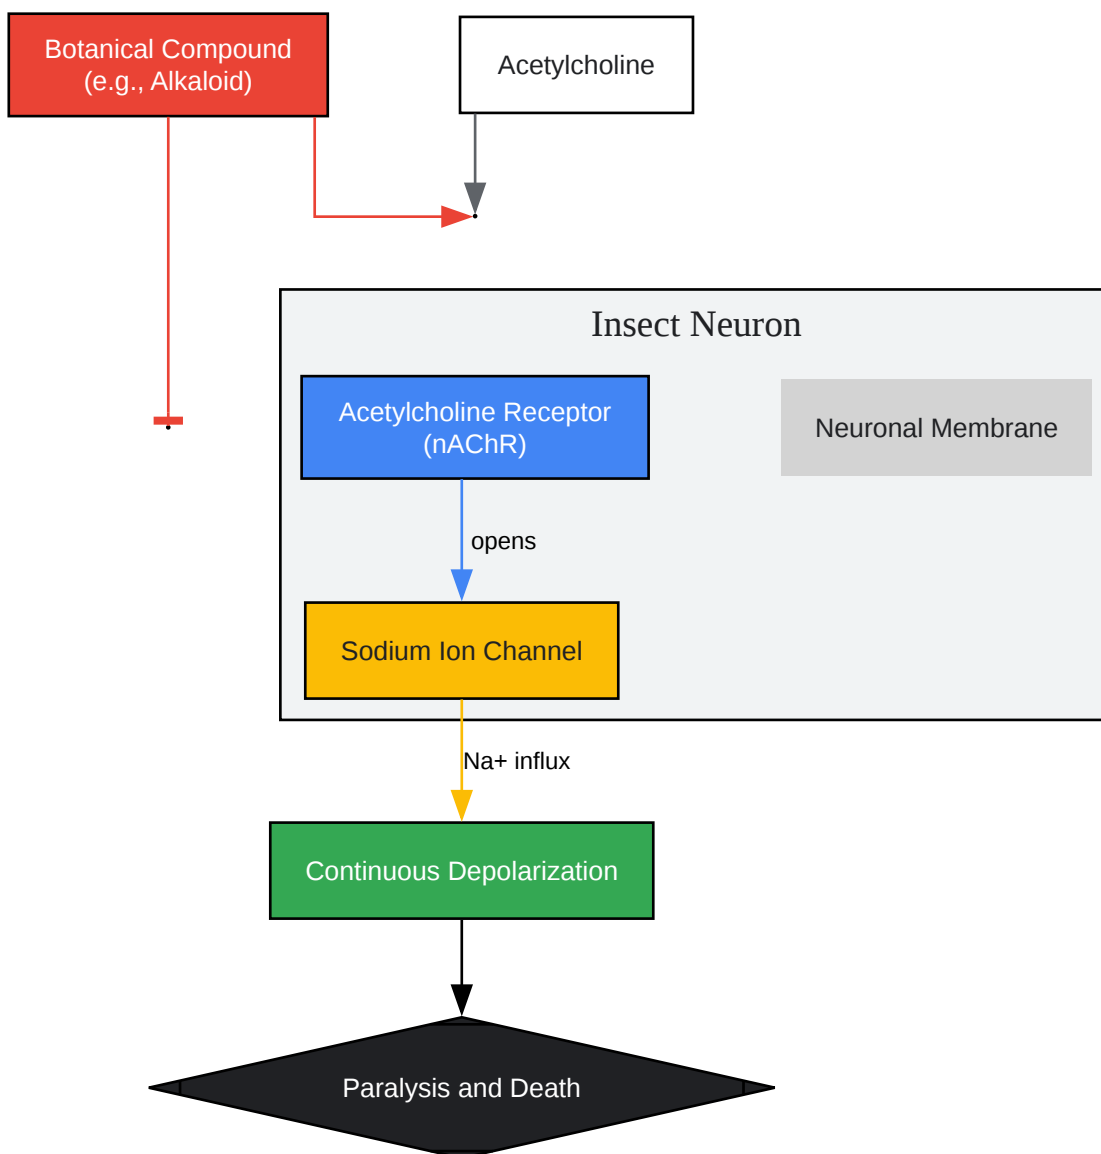 Botanical Compound
(e.g., Alkaloid)
Acetylcholine
Insect Neuron
Acetylcholine Receptor
(nAChR)
Neuronal Membrane
opens
Sodium Ion Channel
Na+ influx
Continuous Depolarization
Paralysis and Death